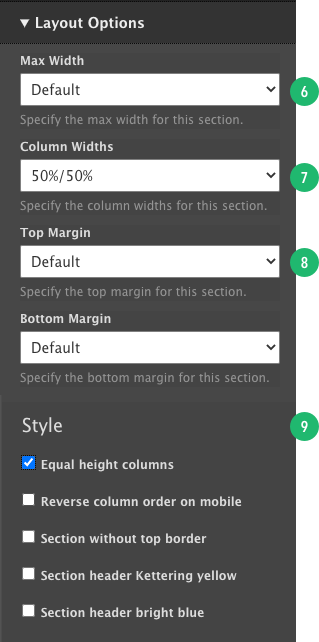 ▼ Layout Options
Max Width
Default
6
Specify the max width for this section.
Column Widths
50%/50%
7
Specify the column widths for this section.
Top Margin
Default
8
Specify the top margin for this section.
Bottom Margin
Default
Specify the bottom margin for this section.
Style
9
Equal height columns
Reverse column order on mobile
Section without top border
Section header Kettering yellow
Section header bright blue